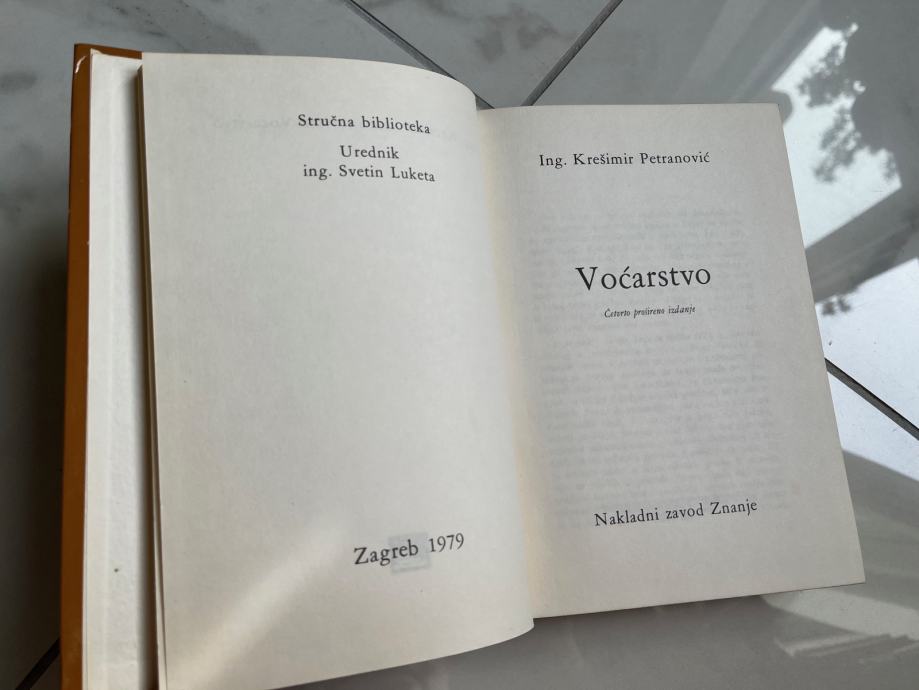 Stručna biblioteka
Urednik
ing. Svetin Luketa
Zagreb 1979
Ing. Krešimir Petranović
Voćarstvo
Četvrto prošireno izdanje
Nakladni zavod Znanje